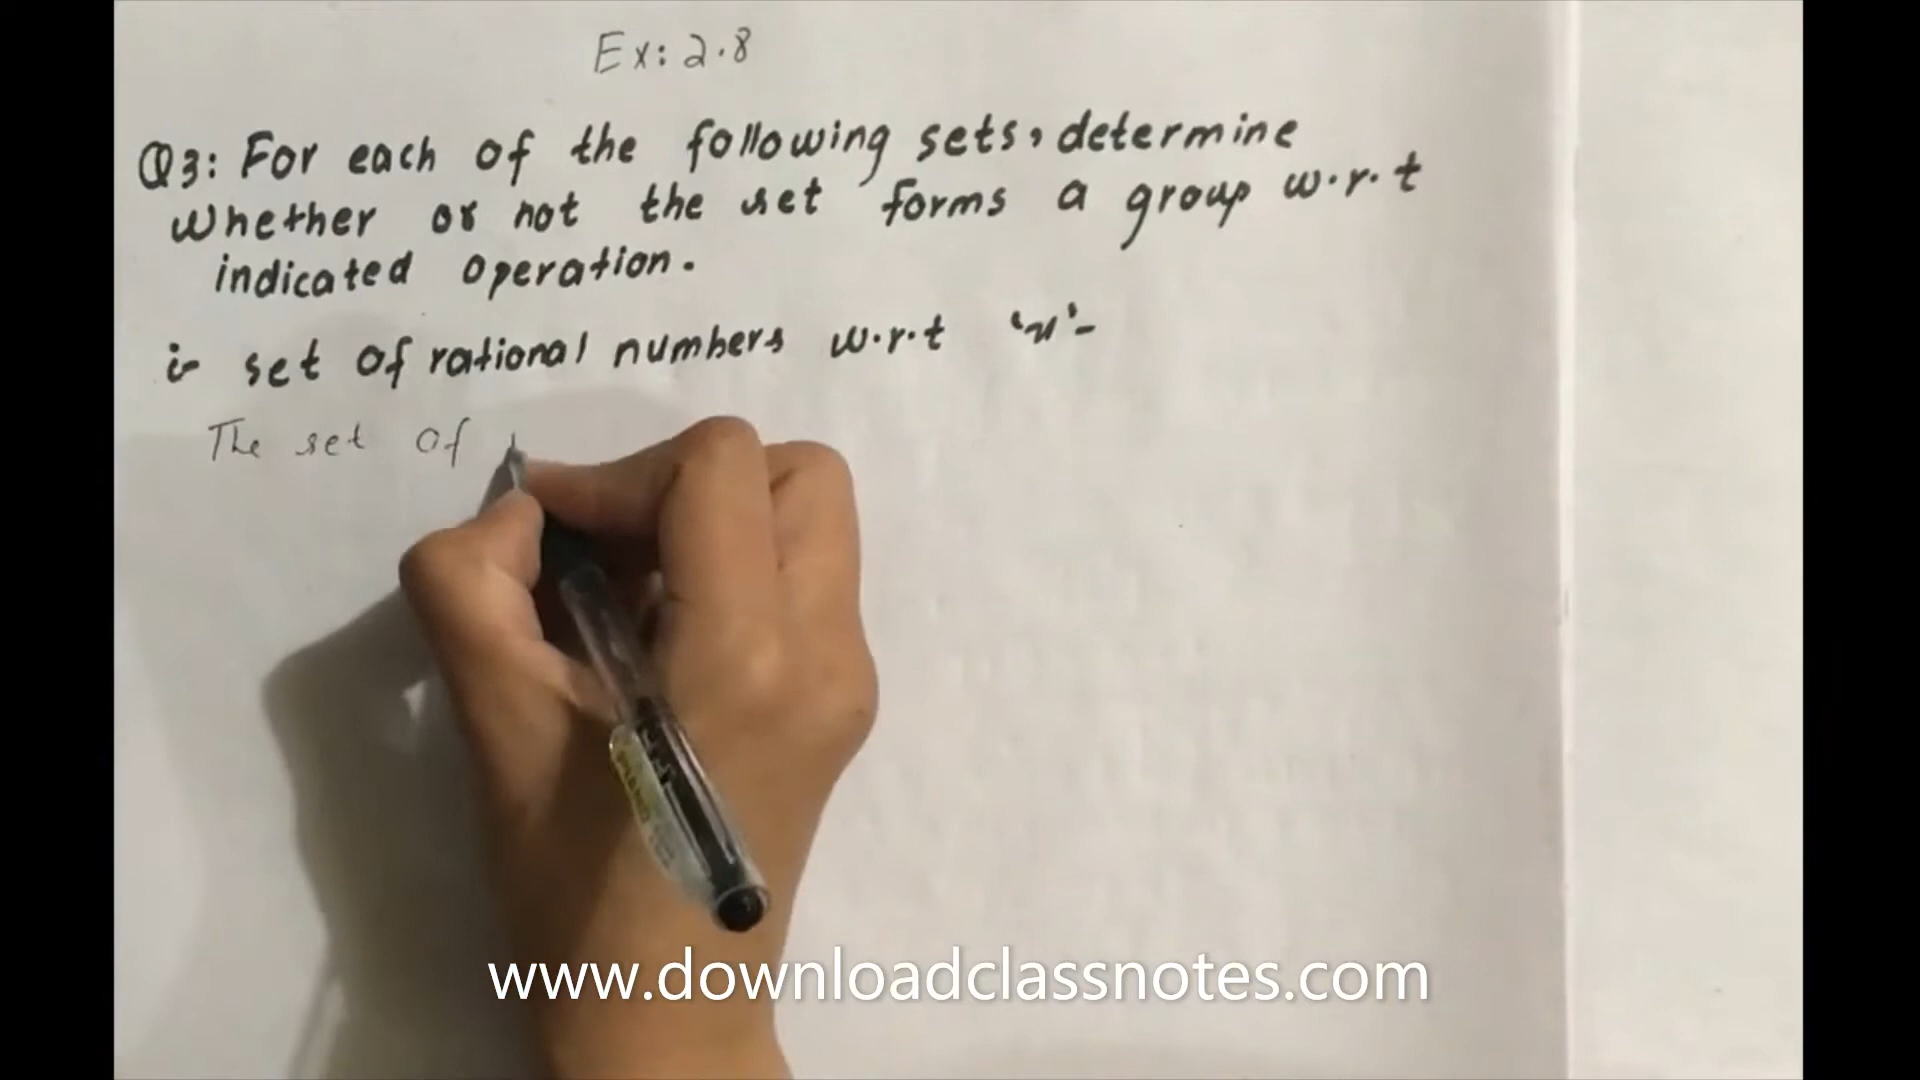 Ex: 2.8
Q3: For each of the following sets, determine
whether or not the set forms a group w.r.t
indicated operation.
i- set of rational numbers w.r.t 'x'-
The set of
www.downloadclassnotes.com